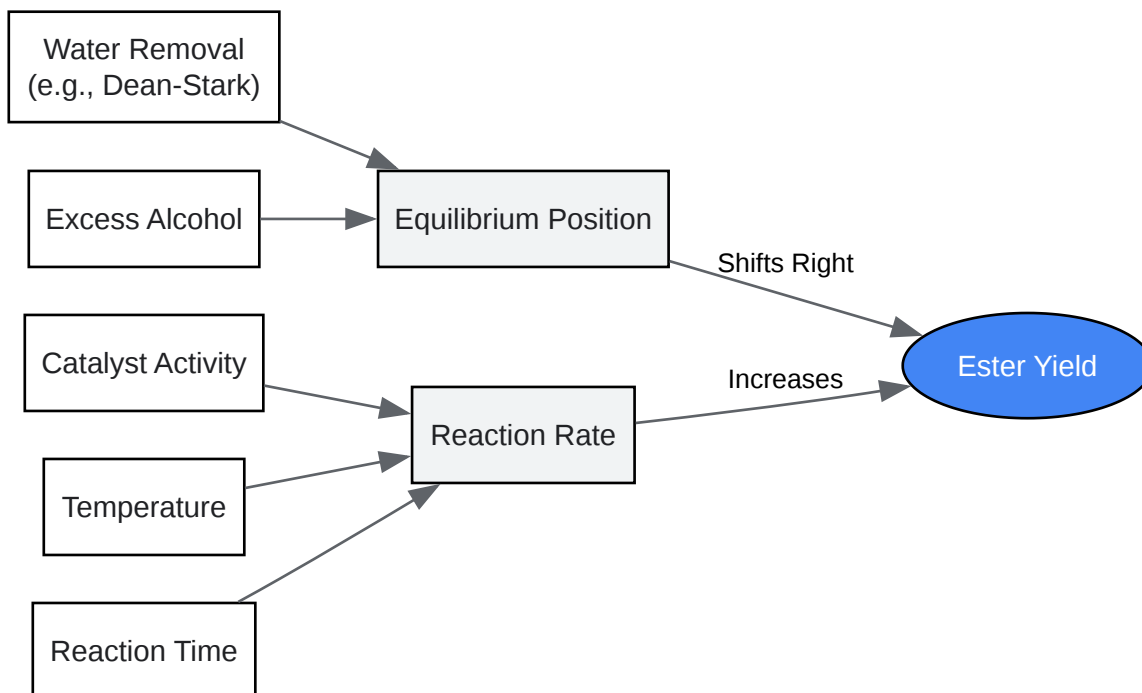 Water Removal
(e.g., Dean-Stark)
Excess Alcohol
Equilibrium Position
Shifts Right
Catalyst Activity
Ester Yield
Increases
Reaction Rate
Temperature
Reaction Time